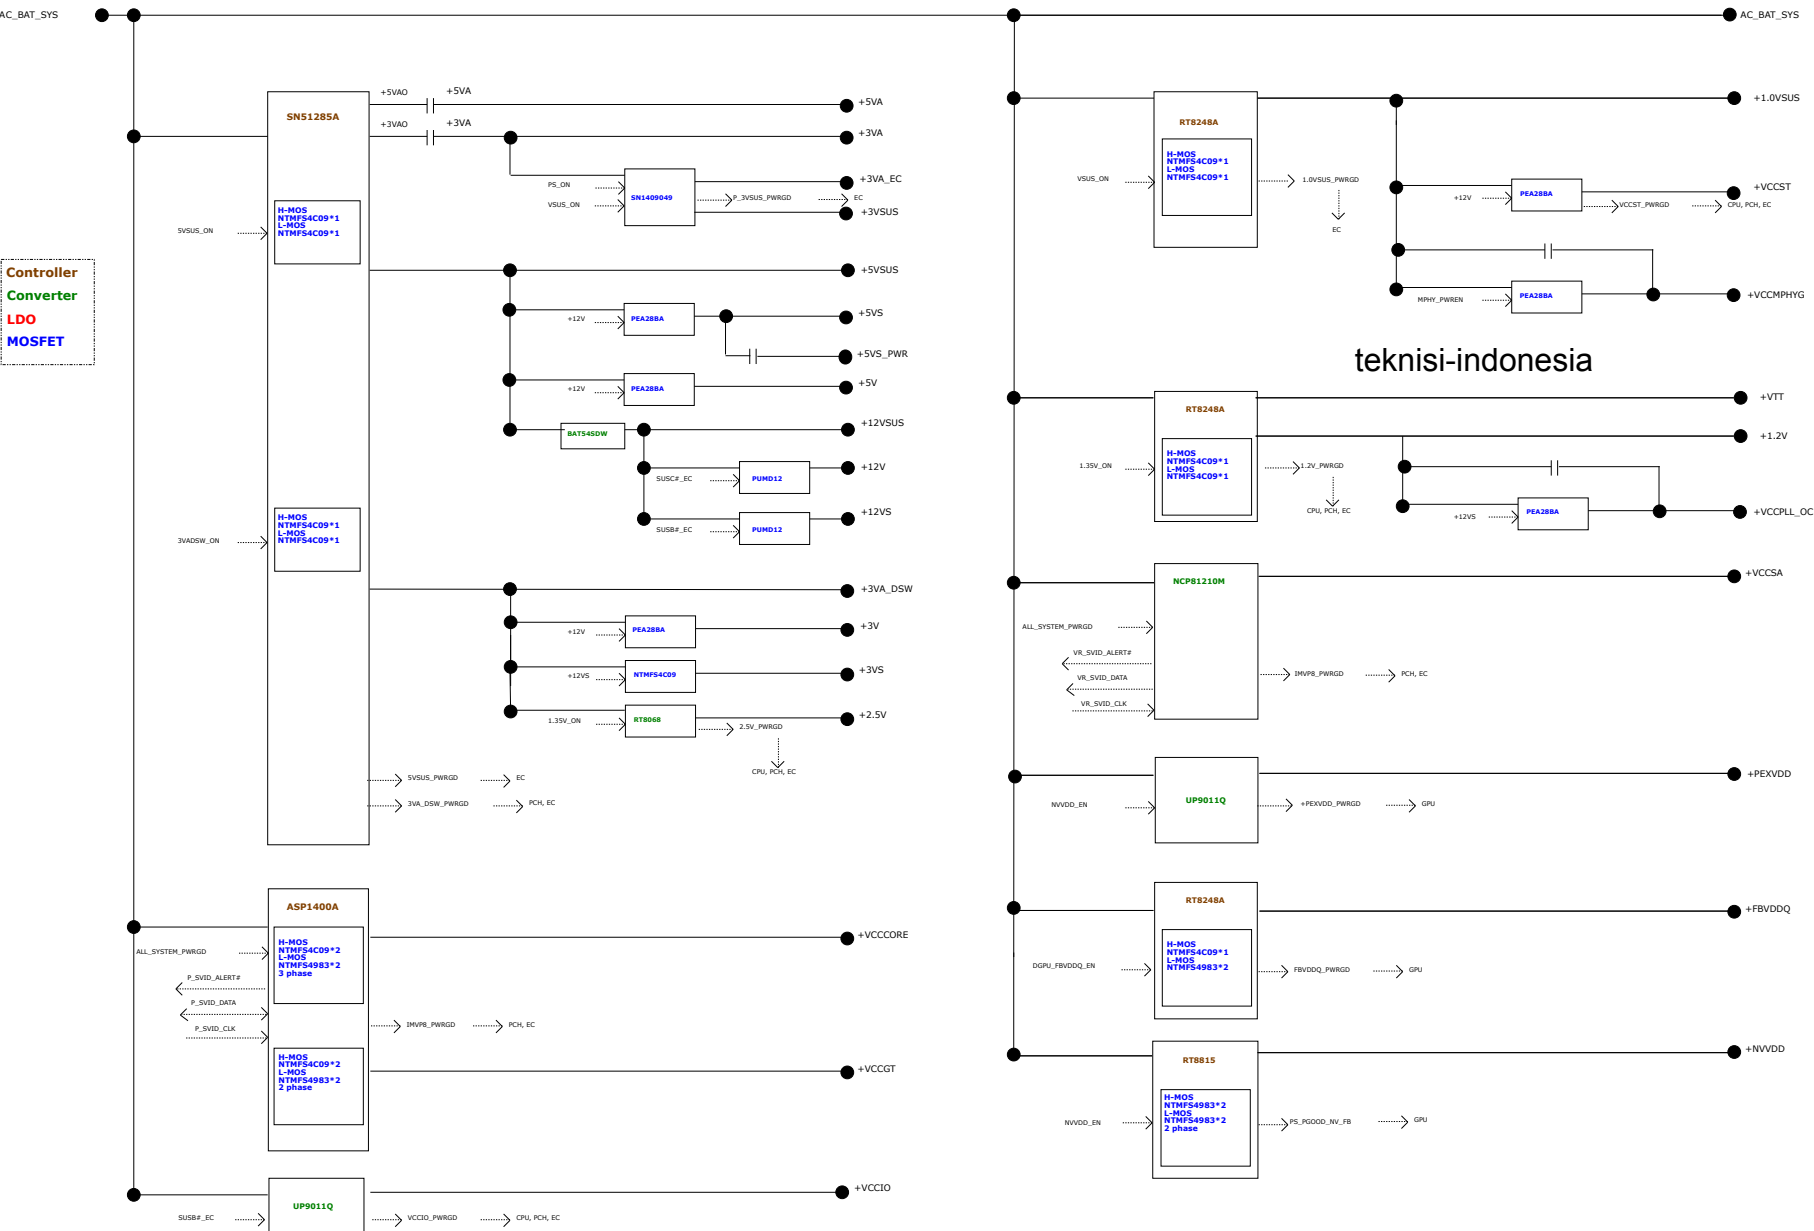 AC_BAT_SYS
AC_BAT_SYS
Controller
Converter
LDO
MOSFET
SN51285A
+5VAO
+5VA
+5VA
+3VAO
+3VA
+3VA
H-MOS
NTMFS4C09*1
L-MOS
NTMFS4C09*1
5VSUS_ON
PS_ON
VSUS_ON
SN1409049
+3VA_EC
P_3VSUS_PWRGD
EC
+3VSUS
+5VSUS
+12V
PEA28BA
+5VS
+5VS_PWR
+12V
PEA28BA
+5V
BAT54SDW
+12VSUS
SUSC#_EC
PUMD12
+12V
SUSB#_EC
PUMD12
+12VS
H-MOS
NTMFS4C09*1
L-MOS
NTMFS4C09*1
3VADSW_ON
+3VA_DSW
+12V
PEA28BA
+3V
+12VS
NTMFS4C09
+3VS
1.35V_ON
RT8068
+2.5V
2.5V_PWRGD
CPU, PCH, EC
5VSUS_PWRGD
EC
3VA_DSW_PWRGD
PCH, EC
ASP1400A
H-MOS
NTMFS4C09*2
L-MOS
NTMFS4983*2
3 phase
ALL_SYSTEM_PWRGD
P_SVID_ALERT#
P_SVID_DATA
P_SVID_CLK
+VCCCORE
IMVP8_PWRGD
PCH, EC
H-MOS
NTMFS4C09*2
L-MOS
NTMFS4983*2
2 phase
+VCCGT
UP9011Q
SUSB#_EC
+VCCIO
VCCIO_PWRGD
CPU, PCH, EC
RT8248A
H-MOS
NTMFS4C09*1
L-MOS
NTMFS4C09*1
VSUS_ON
1.0VSUS_PWRGD
EC
+1.0VSUS
+12V
PEA28BA
+VCCST
VCCST_PWRGD
CPU, PCH, EC
MPHY_PWREN
PEA28BA
+VCCMPHYG
teknisi-indonesia
RT8248A
H-MOS
NTMFS4C09*1
L-MOS
NTMFS4C09*1
1.35V_ON
1.2V_PWRGD
CPU, PCH, EC
+VTT
+1.2V
+12VS
PEA28BA
+VCCPLL_OC
NCP81210M
ALL_SYSTEM_PWRGD
VR_SVID_ALERT#
VR_SVID_DATA
VR_SVID_CLK
+VCCSA
IMVP8_PWRGD
PCH, EC
UP9011Q
NVVDD_EN
+PEXVDD
+PEXVDD_PWRGD
GPU
RT8248A
H-MOS
NTMFS4C09*1
L-MOS
NTMFS4983*2
DGPU_FBVDDQ_EN
+FBVDDQ
FBVDDQ_PWRGD
GPU
RT8815
H-MOS
NTMFS4983*2
L-MOS
NTMFS4983*2
2 phase
NVVDD_EN
+NVVDD
PS_PGOOD_NV_FB
GPU